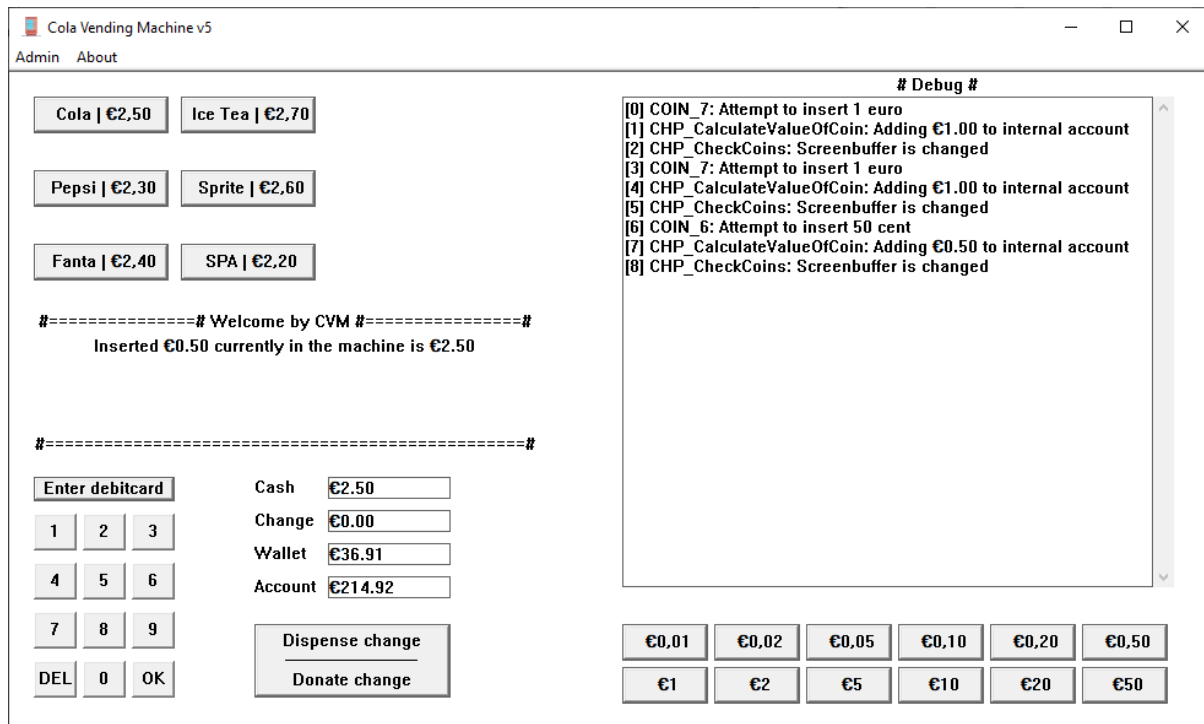 Cola Vending Machine v5
Admin About
Cola | €2,50 Ice Tea | €2,70
Pepsi | €2,30 Sprite | €2,60
Fanta | €2,40 SPA | €2,20
#===============# Welcome by CVM #================#
Inserted €0.50 currently in the machine is €2.50
#=================================================#
Enter debitcard
1 2 3
4 5 6
7 8 9
DEL 0 OK
Cash €2.50
Change €0.00
Wallet €36.91
Account €214.92
Dispense change
Donate change
# Debug #
[0] COIN_7: Attempt to insert 1 euro
[1] CHP_CalculateValueOfCoin: Adding €1.00 to internal account
[2] CHP_CheckCoins: Screenbuffer is changed
[3] COIN_7: Attempt to insert 1 euro
[4] CHP_CalculateValueOfCoin: Adding €1.00 to internal account
[5] CHP_CheckCoins: Screenbuffer is changed
[6] COIN_6: Attempt to insert 50 cent
[7] CHP_CalculateValueOfCoin: Adding €0.50 to internal account
[8] CHP_CheckCoins: Screenbuffer is changed
€0,01 €0,02 €0,05 €0,10 €0,20 €0,50
€1 €2 €5 €10 €20 €50